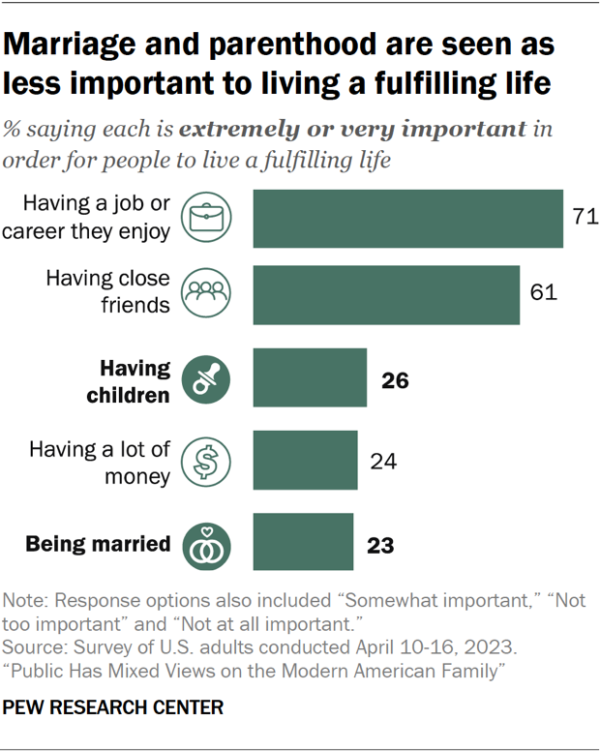 Marriage and parenthood are seen as
less important to living a fulfilling life
% saying each is extremely or very important in
order for people to live a fulfilling life
Having a job or
career they enjoy
71
Having close
friends
61
Having
children
26
Having a lot of
money
$
24
Being married
23
Note: Response options also included “Somewhat important,” “Not
too important” and “Not at all important.”
Source: Survey of U.S. adults conducted April 10-16, 2023.
“Public Has Mixed Views on the Modern American Family”
PEW RESEARCH CENTER